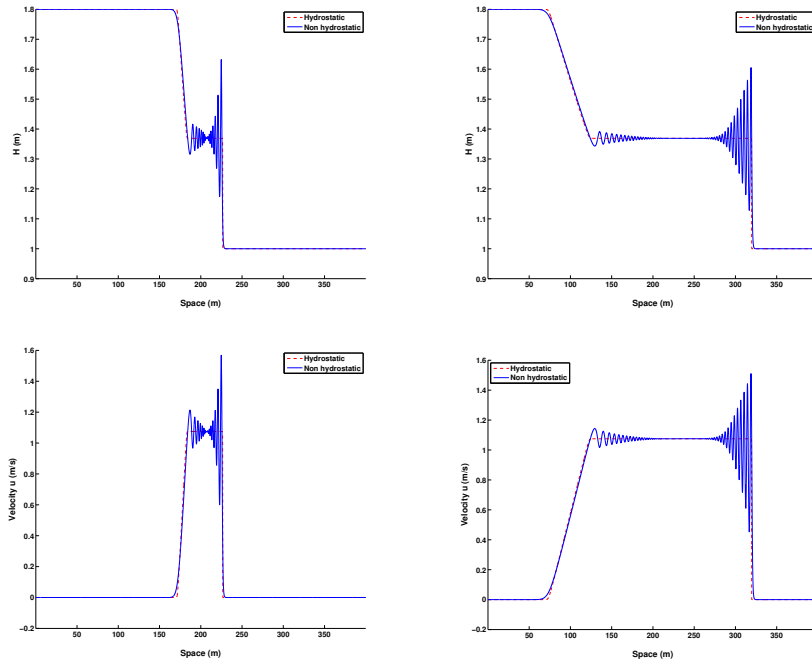 1.8
1.7
1.6
1.5
1.4
1.3
1.2
1.1
1
0.9
H (m)
50 100 150 200 250 300 350
Space (m)
Hydrostatic
Non hydrostatic
1.8
1.7
1.6
1.5
1.4
1.3
1.2
1.1
1
0.9
H (m)
50 100 150 200 250 300 350
Space (m)
Hydrostatic
Non hydrostatic
1.6
1.4
1.2
1
0.8
0.6
0.4
0.2
0
−0.2
Velocity u (m/s)
50 100 150 200 250 300 350
Space (m)
Hydrostatic
Non hydrostatic
1.6
1.4
1.2
1
0.8
0.6
0.4
0.2
0
−0.2
Velocity u (m/s)
50 100 150 200 250 300 350
Space (m)
Hydrostatic
Non hydrostatic